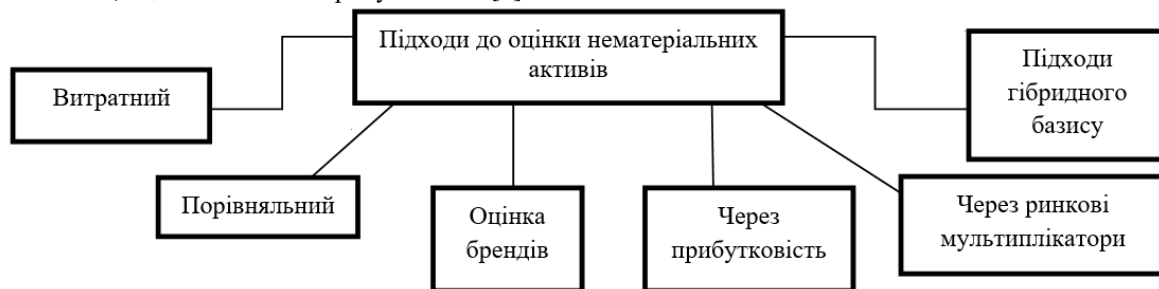 Підходи до оцінки нематеріальних
активів
Витратний
Підходи
гібридного
базису
Порівняльний
Оцінка
брендів
Через
прибутковість
Через ринкові
мультиплікатори